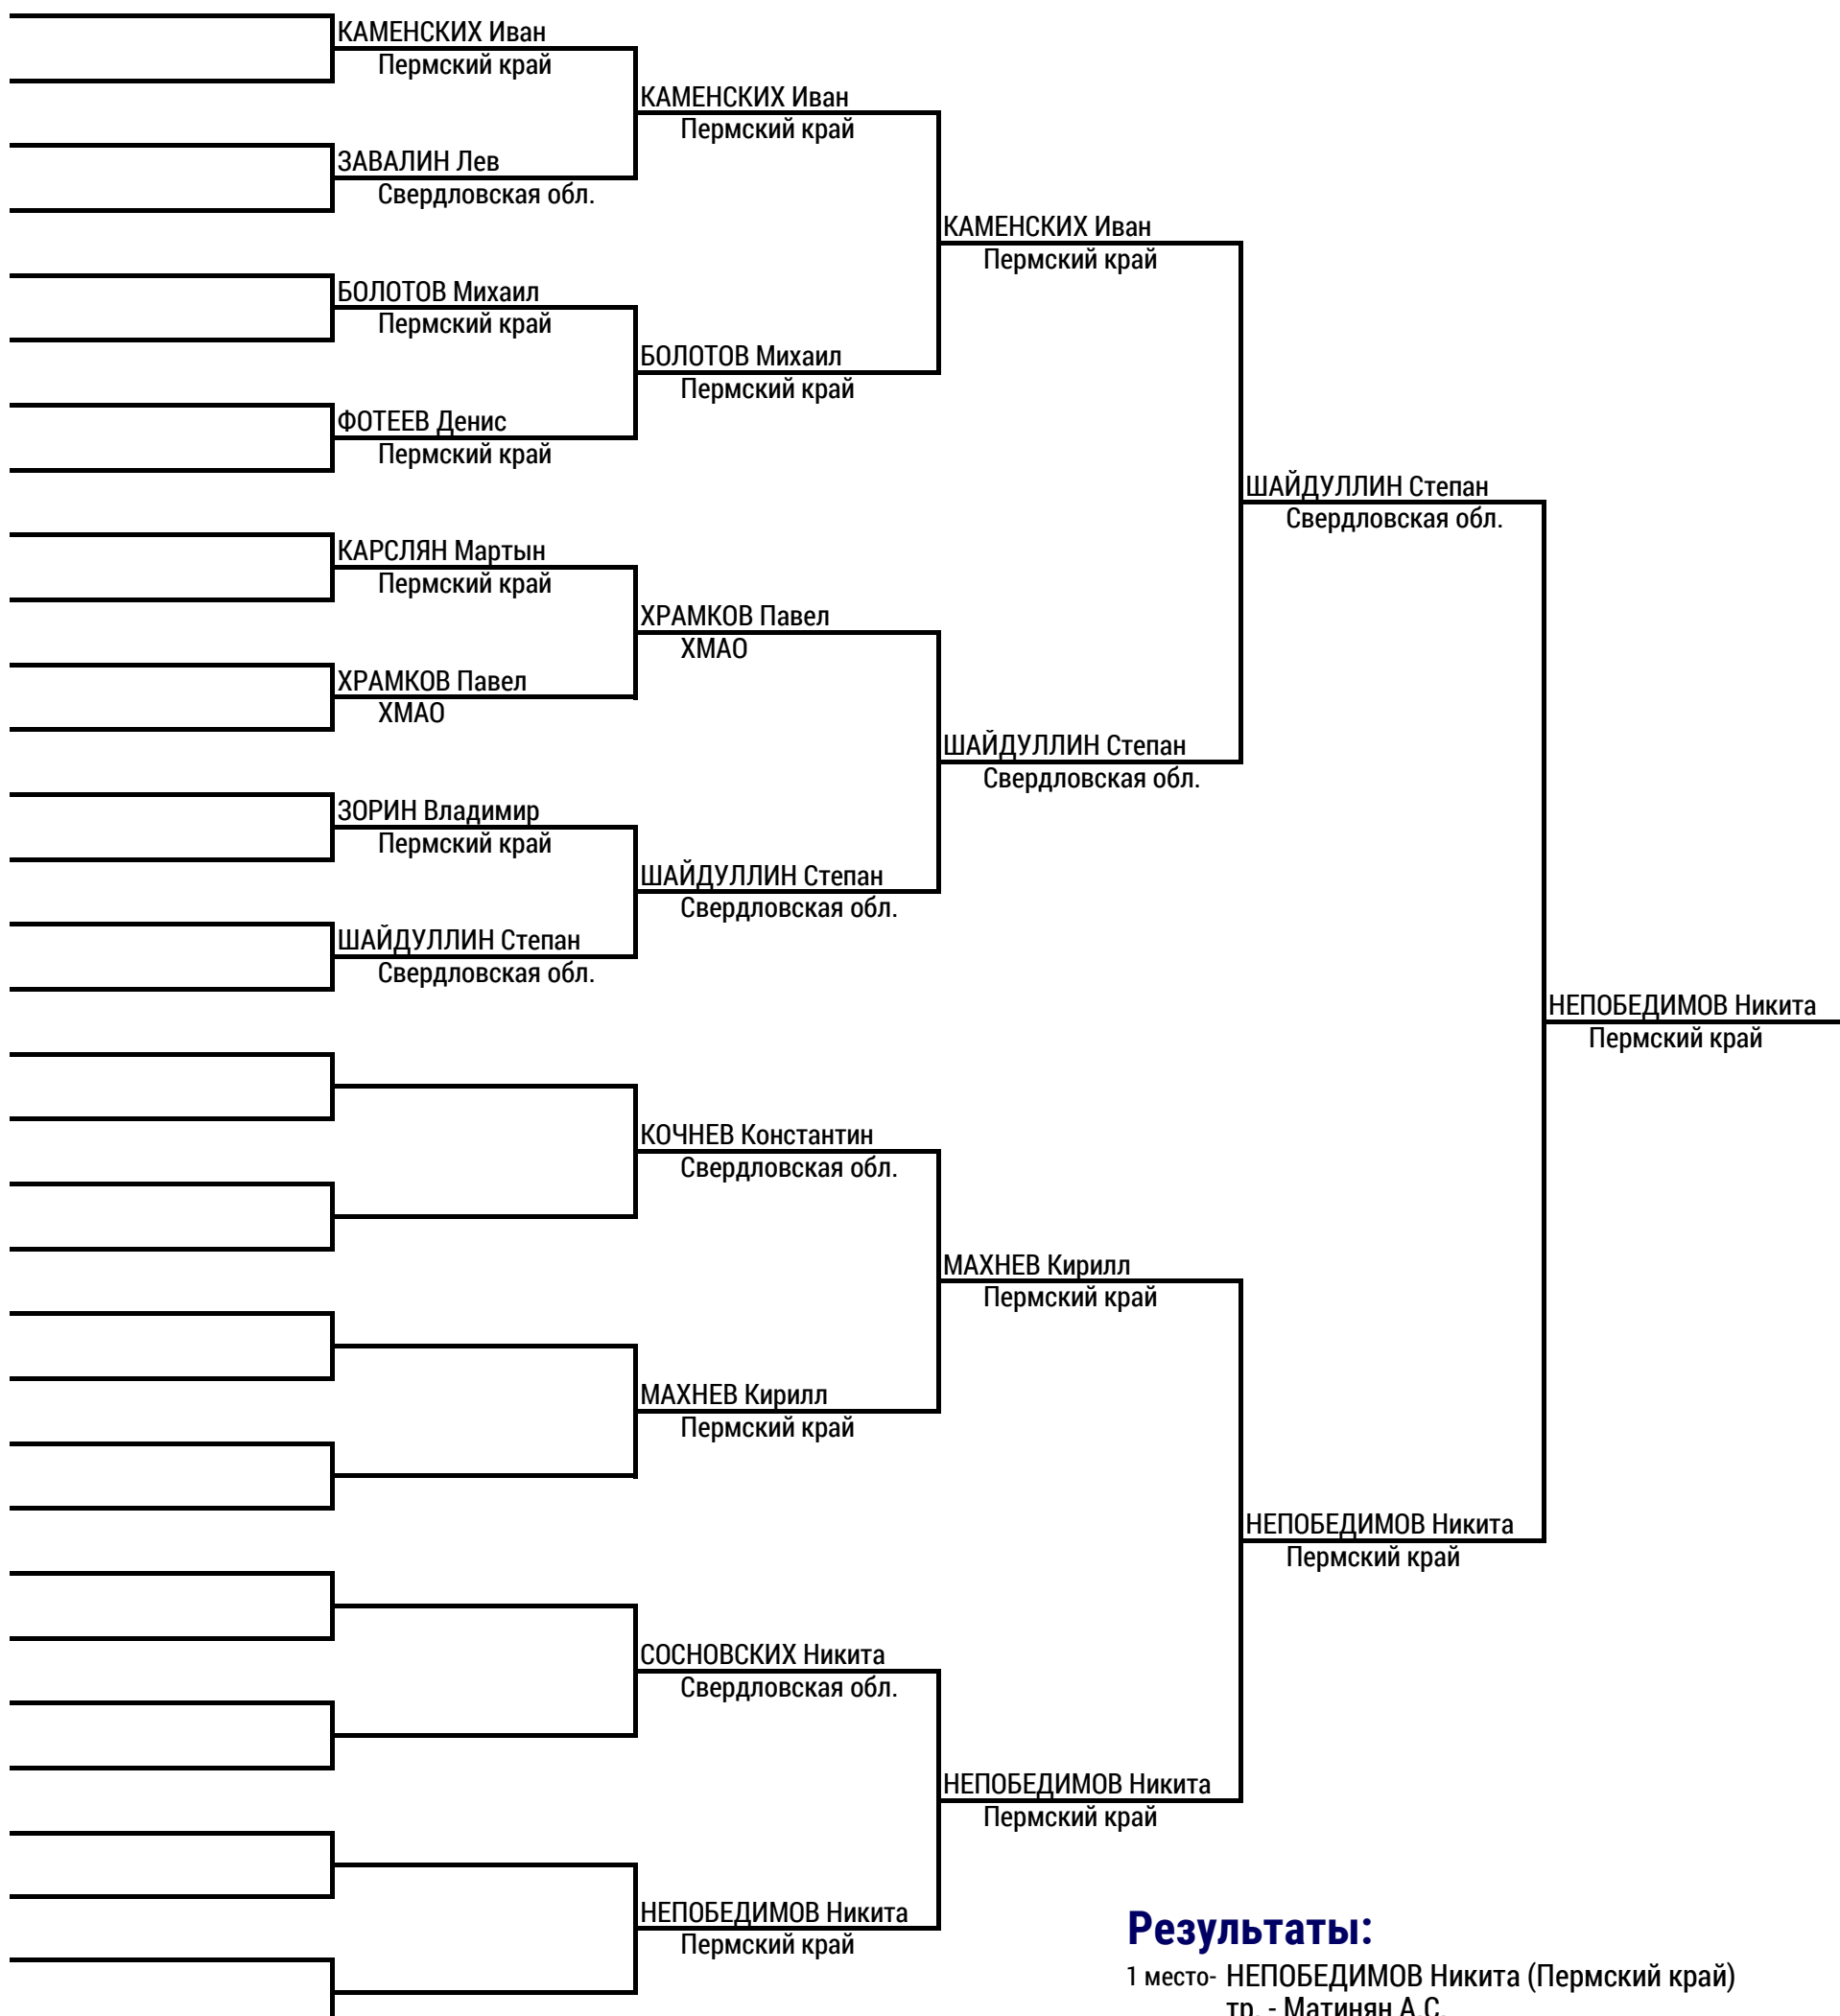 КАМЕНСКИХ Иван
Пермский край
КАМЕНСКИХ Иван
Пермский край
ЗАВАЛИН Лев
Свердловская обл.
КАМЕНСКИХ Иван
Пермский край
БОЛОТОВ Михаил
Пермский край
БОЛОТОВ Михаил
Пермский край
ФОТЕЕВ Денис
Пермский край
ШАЙДУЛЛИН Степан
Свердловская обл.
КАРСЛЯН Мартын
Пермский край
ХРАМКОВ Павел
ХМАО
ХРАМКОВ Павел
ХМАО
ШАЙДУЛЛИН Степан
Свердловская обл.
ЗОРИН Владимир
Пермский край
ШАЙДУЛЛИН Степан
Свердловская обл.
ШАЙДУЛЛИН Степан
Свердловская обл.
НЕПОБЕДИМОВ Никита
Пермский край
КОЧНЕВ Константин
Свердловская обл.
МАХНЕВ Кирилл
Пермский край
МАХНЕВ Кирилл
Пермский край
НЕПОБЕДИМОВ Никита
Пермский край
СОСНОВСКИХ Никита
Свердловская обл.
НЕПОБЕДИМОВ Никита
Пермский край
НЕПОБЕДИМОВ Никита
Пермский край
Результаты:
1 место- НЕПОБЕДИМОВ Никита (Пермский край)
тр. - Матинян А.С.